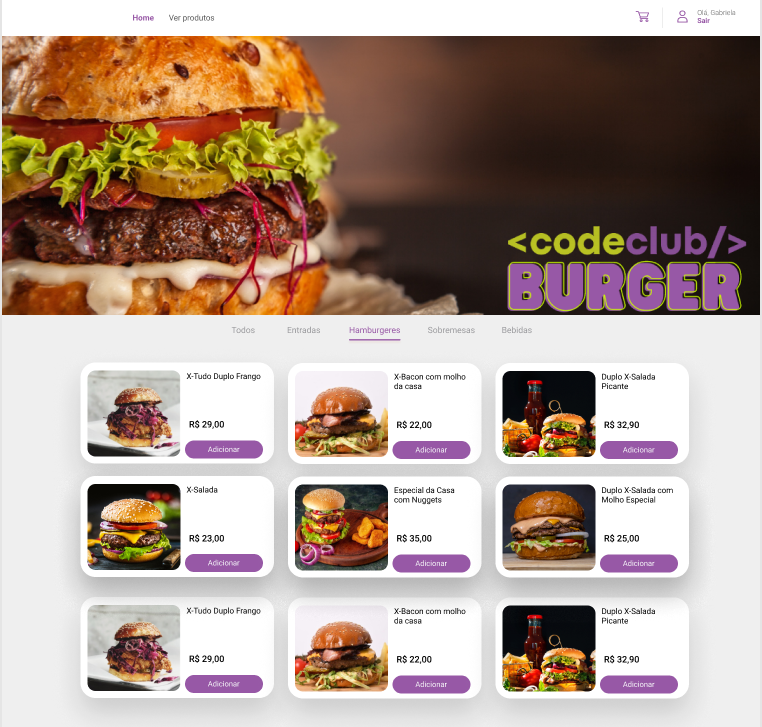 Home Ver produtos
Olá, Gabriela
Sair
<codeclub/>
BURGER
Todos Entradas Hamburgeres Sobremesas Bebidas
X-Tudo Duplo Frango
R$ 29,00
Adicionar
X-Bacon com molho
da casa
R$ 22,00
Adicionar
Duplo X-Salada
Picante
R$ 32,90
Adicionar
X-Salada
R$ 23,00
Adicionar
Especial da Casa
com Nuggets
R$ 35,00
Adicionar
Duplo X-Salada com
Molho Especial
R$ 25,00
Adicionar
X-Tudo Duplo Frango
R$ 29,00
Adicionar
X-Bacon com molho
da casa
R$ 22,00
Adicionar
Duplo X-Salada
Picante
R$ 32,90
Adicionar